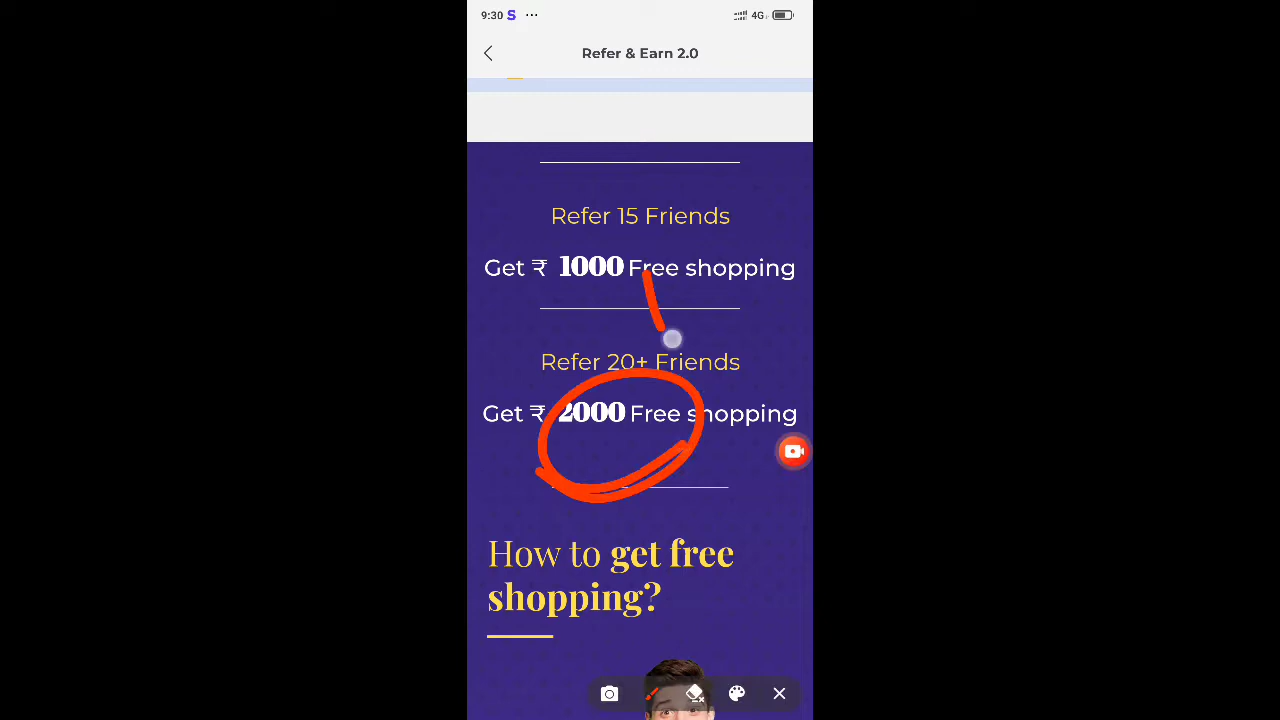 9:30 S ... 4G
Refer & Earn 2.0
Refer 15 Friends
Get ₹ 1000 Free shopping
Refer 20+ Friends
Get ₹ 2000 Free shopping
How to get free
shopping?